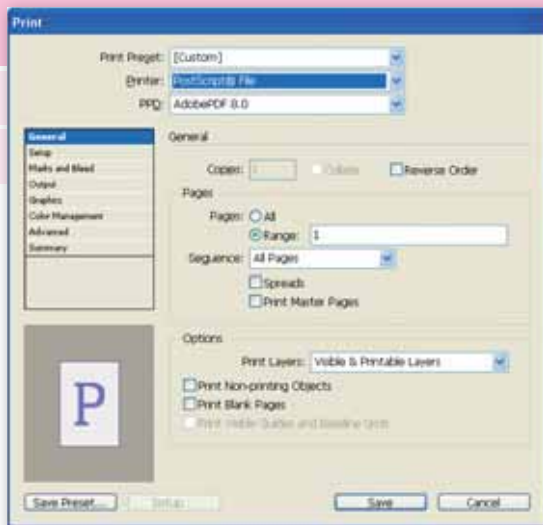 Print
Print Preset: [Custom]
Printer: PostScript® File
PPD: AdobePDF 8.0
General
Setup
Marks and Bleed
Output
Graphics
Color Management
Advanced
Summary
General
Copies: Collate Reverse Order
Pages
Pages: All
Range: 1
Sequence: All Pages
Spreads
Print Master Pages
Options
Print Layers: Visible & Printable Layers
Print Non-printing Objects
Print Blank Pages
Print Visible Guides and Baseline Grids
P
Save Preset... Setup... Save Cancel